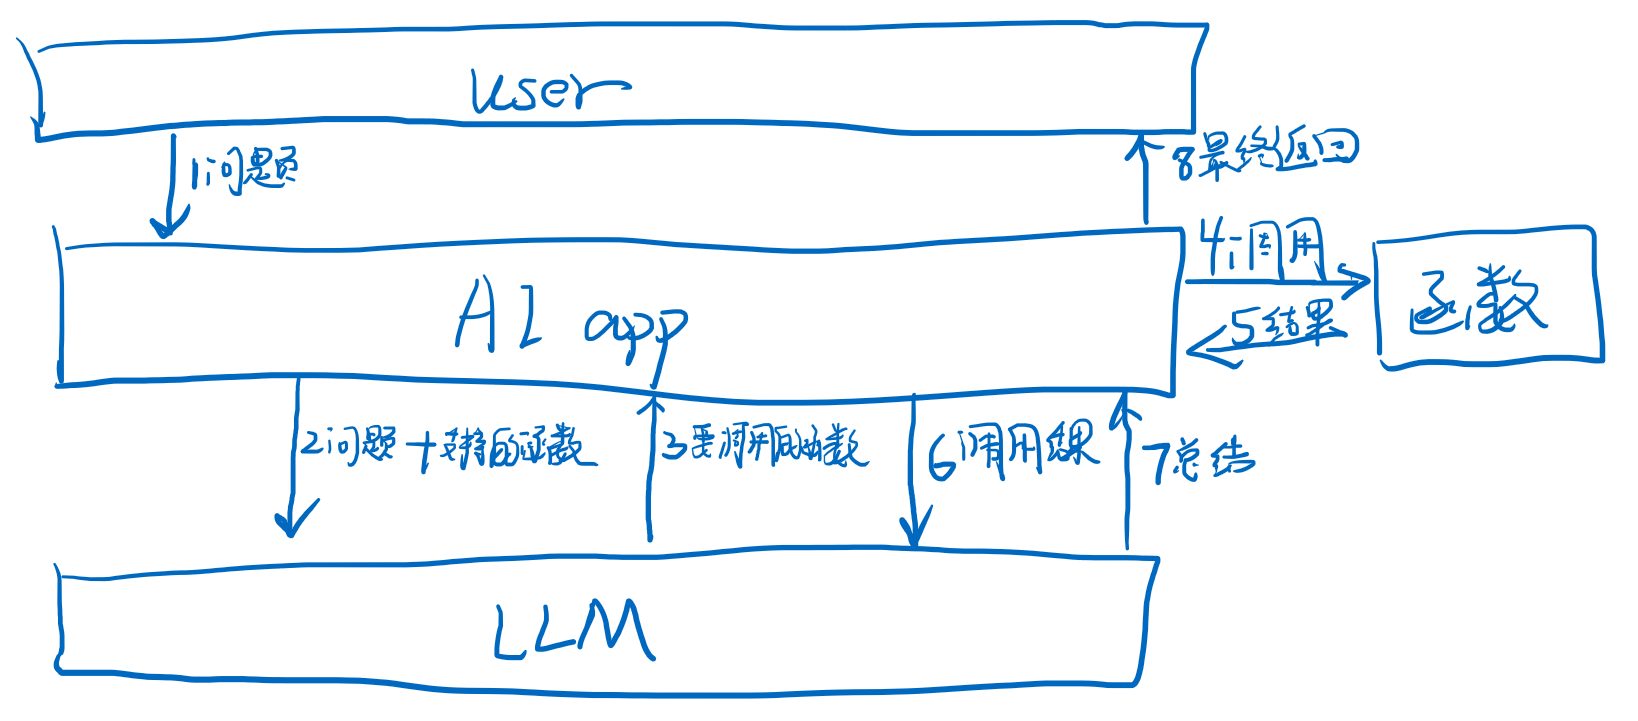 user
1问题
8最终返回
AI app
4调用
5结果
函数
2问题 + 支持的函数
3要调用的函数
6调用结果
7总结
LLM